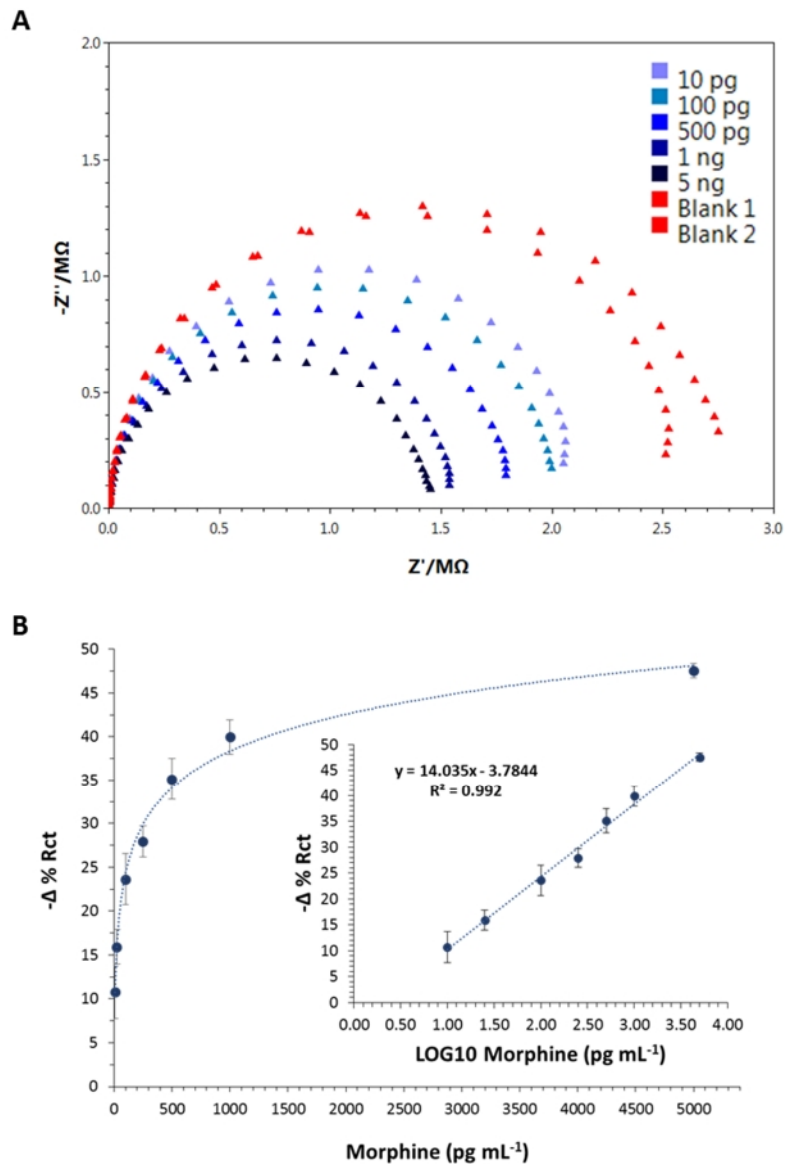 A
2.0
1.5
1.0
0.5
0.0
-Z''/MΩ
10 pg
100 pg
500 pg
1 ng
5 ng
Blank 1
Blank 2
0.0 0.5 1.0 1.5 2.0 2.5 3.0
Z'/MΩ
B
50
45
40
35
30
25
20
15
10
5
0
-Δ % Rct
50
45
40
35
30
25
20
15
10
5
0
-Δ % Rct
y = 14.035x - 3.7844
R² = 0.992
0.00 0.50 1.00 1.50 2.00 2.50 3.00 3.50 4.00
LOG10 Morphine (pg mL⁻¹)
0 500 1000 1500 2000 2500 3000 3500 4000 4500 5000
Morphine (pg mL⁻¹)